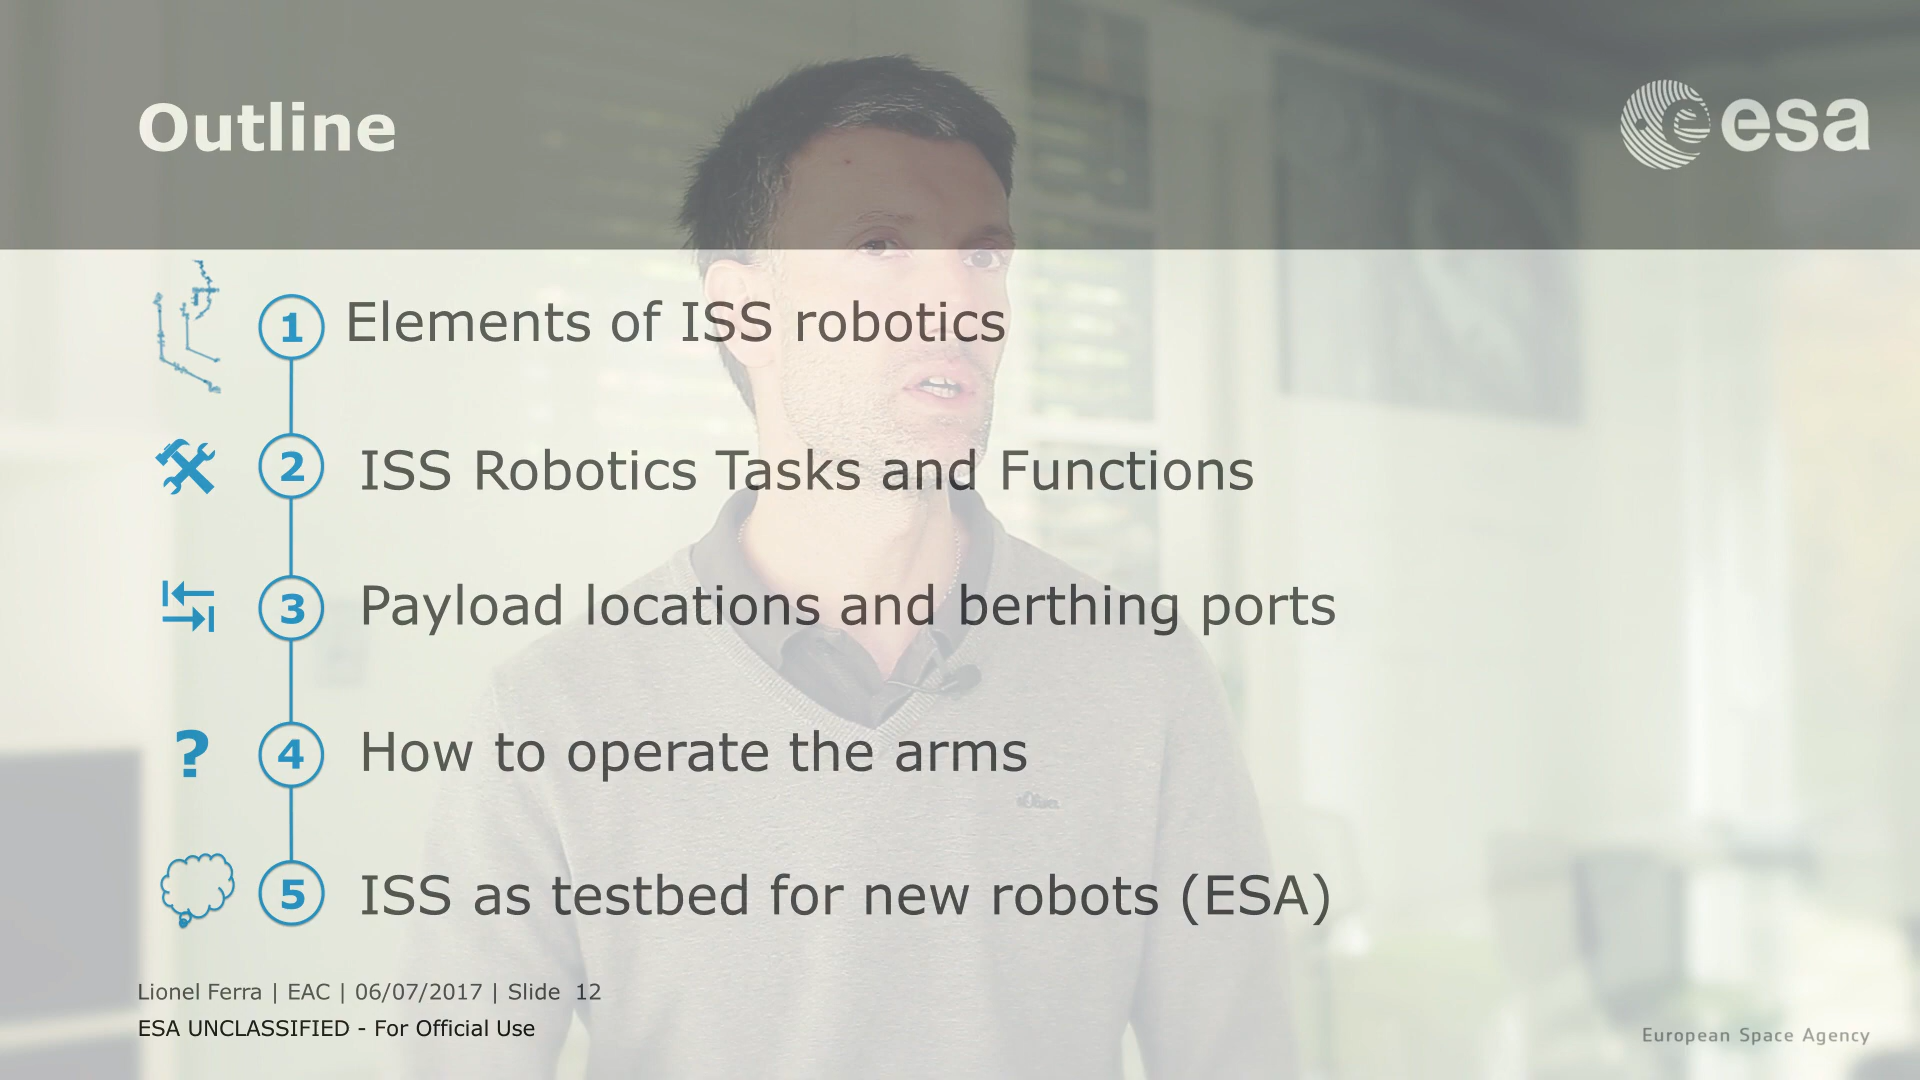 Outline
esa
1 Elements of ISS robotics
2 ISS Robotics Tasks and Functions
3 Payload locations and berthing ports
? 4 How to operate the arms
5 ISS as testbed for new robots (ESA)
s.Oliver
Lionel Ferra | EAC | 06/07/2017 | Slide 12
ESA UNCLASSIFIED - For Official Use
European Space Agency